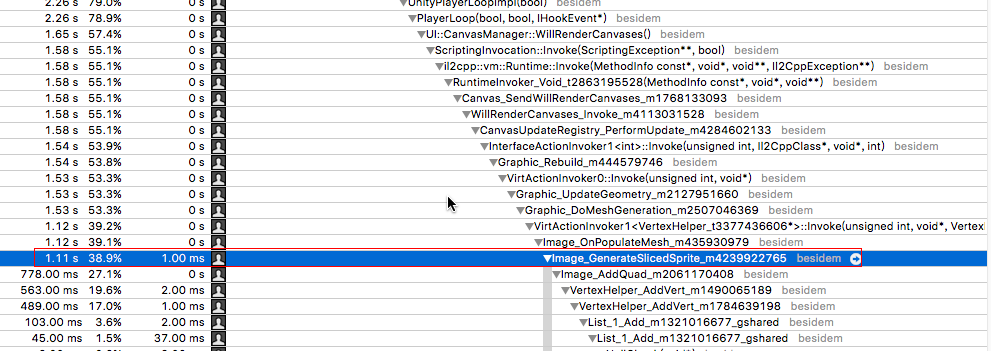 2.26 s 79.0% 0 s UnityPlayerLoopImpl(bool) besidem
2.26 s 78.9% 0 s PlayerLoop(bool, bool, IHookEvent*) besidem
1.65 s 57.4% 0 s UI::CanvasManager::WillRenderCanvases() besidem
1.58 s 55.1% 0 s ScriptingInvocation::Invoke(ScriptingException**, bool) besidem
1.58 s 55.1% 0 s il2cpp::vm::Runtime::Invoke(MethodInfo const*, void*, void**, Il2CppException**) besidem
1.58 s 55.1% 0 s RuntimeInvoker_Void_t2863195528(MethodInfo const*, void*, void**) besidem
1.58 s 55.1% 0 s Canvas_SendWillRenderCanvases_m1768133093 besidem
1.58 s 55.1% 0 s WillRenderCanvases_Invoke_m4113031528 besidem
1.58 s 55.1% 0 s CanvasUpdateRegistry_PerformUpdate_m4284602133 besidem
1.54 s 53.9% 0 s InterfaceActionInvoker1<int>::Invoke(unsigned int, Il2CppClass*, void*, int) besidem
1.54 s 53.8% 0 s Graphic_Rebuild_m444579746 besidem
1.53 s 53.3% 0 s VirtActionInvoker0::Invoke(unsigned int, void*) besidem
1.53 s 53.3% 0 s Graphic_UpdateGeometry_m2127951660 besidem
1.53 s 53.3% 0 s Graphic_DoMeshGeneration_m2507046369 besidem
1.12 s 39.2% 0 s VirtActionInvoker1<VertexHelper_t3377436606*>::Invoke(unsigned int, void*, Vertex
1.12 s 39.1% 0 s Image_OnPopulateMesh_m435930979 besidem
1.11 s 38.9% 1.00 ms Image_GenerateSlicedSprite_m4239922765 besidem
778.00 ms 27.1% 0 s Image_AddQuad_m2061170408 besidem
563.00 ms 19.6% 2.00 ms VertexHelper_AddVert_m1490065189 besidem
489.00 ms 17.0% 1.00 ms VertexHelper_AddVert_m1784639198 besidem
103.00 ms 3.6% 2.00 ms List_1_Add_m1321016677_gshared besidem
45.00 ms 1.5% 37.00 ms List_1_Add_m1321016677_gshared besidem